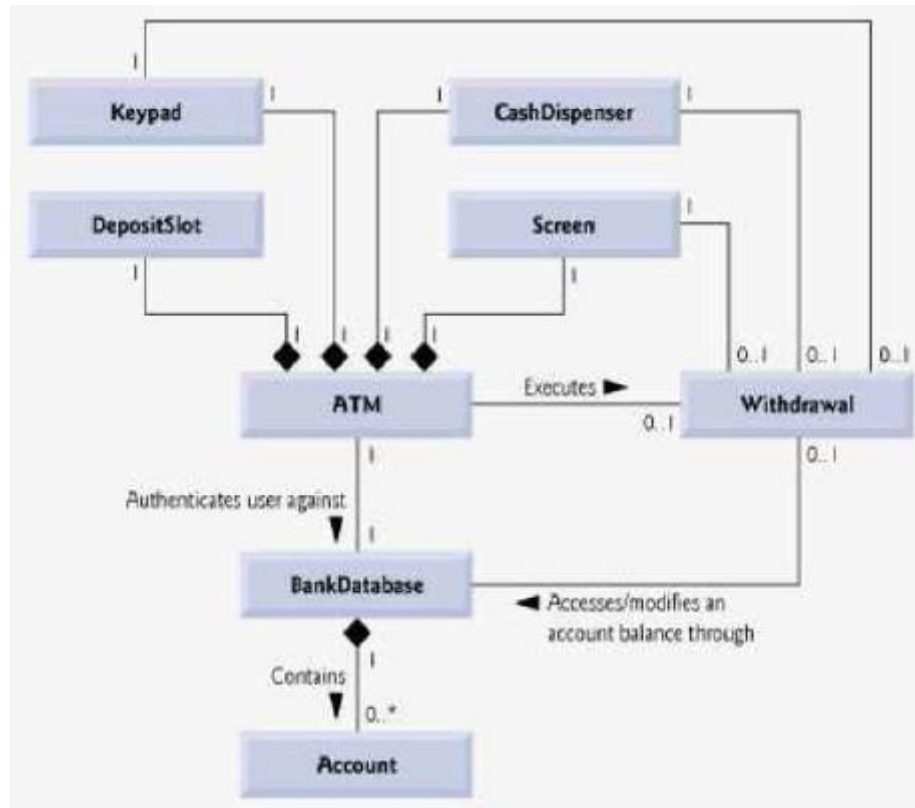 1
1
1
1
Keypad
CashDispenser
DepositSlot
Screen
1
1
1
1
1
1
1
0..1
0..1
0..1
Executes ►
ATM
Withdrawal
0..1
1
0..1
Authenticates user against
▼
1
BankDatabase
◄ Accesses/modifies an
account balance through
1
Contains
▼
0..*
Account